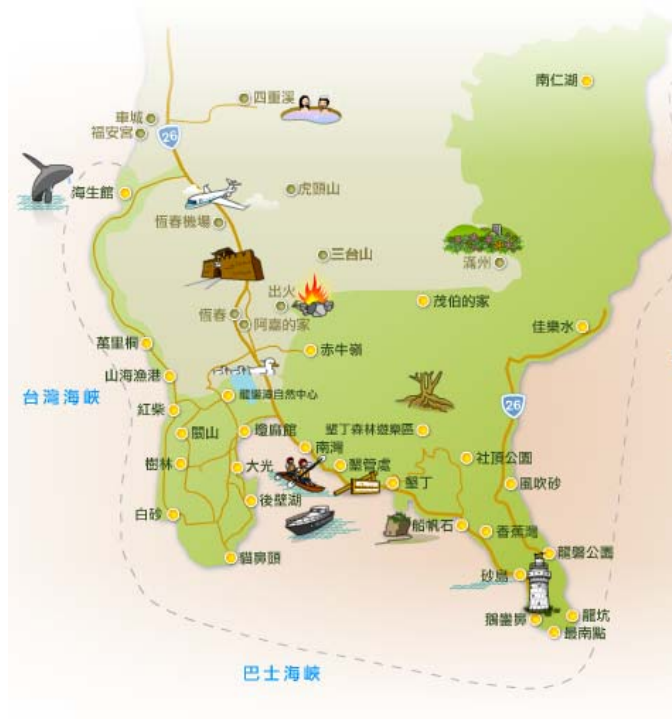 南仁湖
四重溪
車城
福安宮
26
海生館
虎頭山
恆春機場
三台山
滿州
出火
茂伯的家
恆春
阿嘉的家
佳樂水
萬里桐
赤牛嶺
山海漁港
龍鑾潭自然中心
台灣海峽
26
紅柴
關山
瓊麻館
墾丁森林遊樂區
南灣
樹林
大光
墾管處
社頂公園
墾丁
風吹砂
後壁湖
白砂
船帆石
香蕉灣
貓鼻頭
龍磐公園
砂島
鵝鑾鼻
龍坑
最南點
巴士海峽